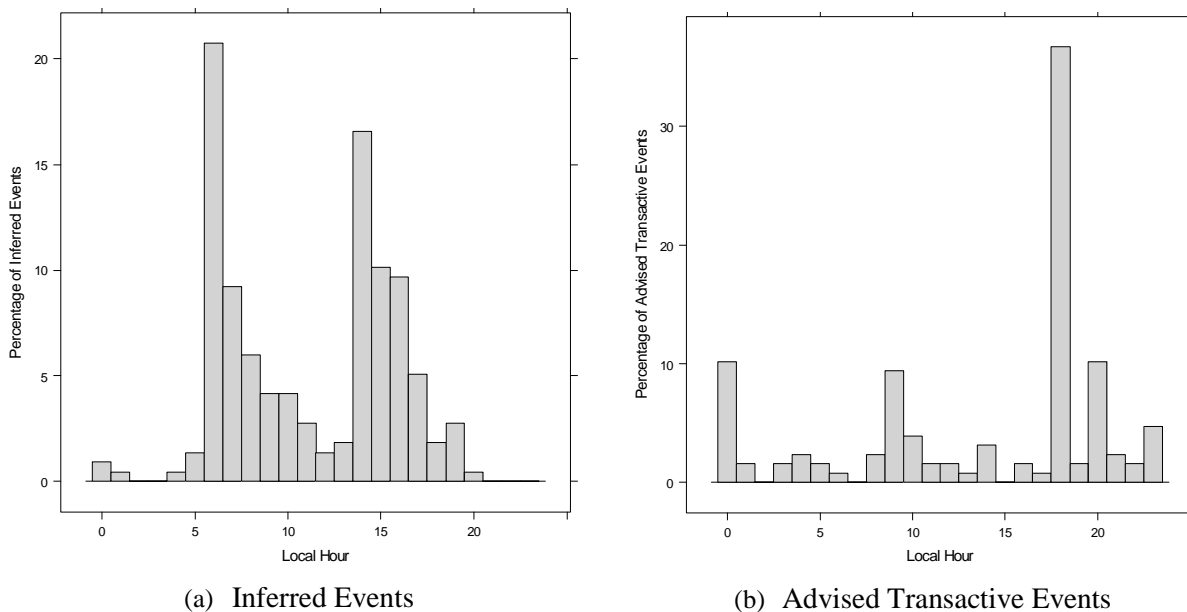 Percentage of Inferred Events
20
15
10
5
0
0 5 10 15 20
Local Hour
(a) Inferred Events
Percentage of Advised Transactive Events
30
20
10
0
0 5 10 15 20
Local Hour
(b) Advised Transactive Events